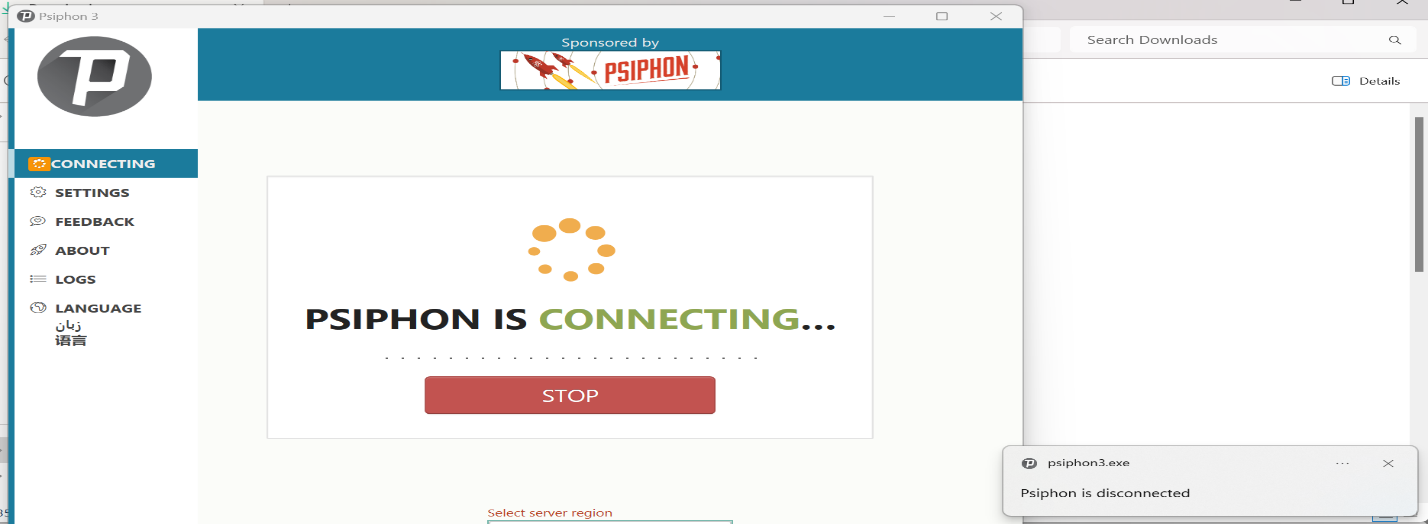 Psiphon 3
Search Downloads
Sponsored by
PSIPHON
Details
CONNECTING
SETTINGS
FEEDBACK
ABOUT
LOGS
LANGUAGE
زبان
语言
PSIPHON IS CONNECTING...
STOP
Select server region
psiphon3.exe
Psiphon is disconnected